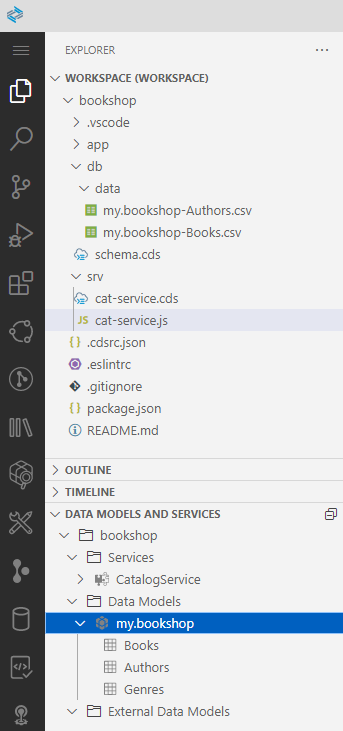 EXPLORER
WORKSPACE (WORKSPACE)
bookshop
.vscode
app
db
data
my.bookshop-Authors.csv
my.bookshop-Books.csv
schema.cds
srv
cat-service.cds
JS cat-service.js
.cdsrc.json
.eslintrc
.gitignore
package.json
README.md
OUTLINE
TIMELINE
DATA MODELS AND SERVICES
bookshop
Services
CatalogService
Data Models
my.bookshop
Books
Authors
Genres
External Data Models